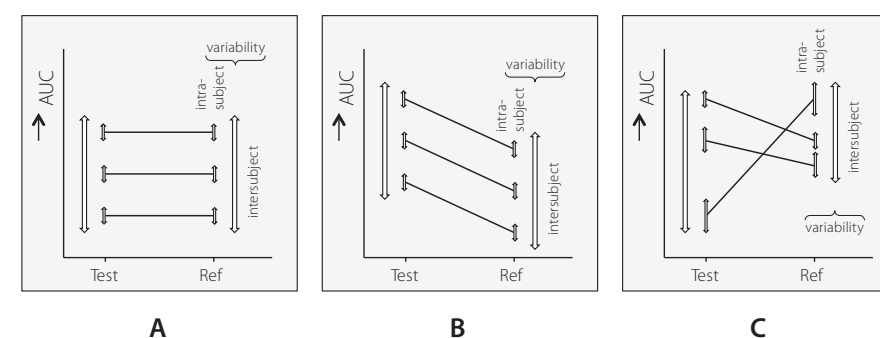 variability
intra-
subject
AUC
intersubject
Test
Ref
A
variability
intra-
subject
AUC
intersubject
Test
Ref
B
intra-
subject
AUC
intersubject
variability
Test
Ref
C